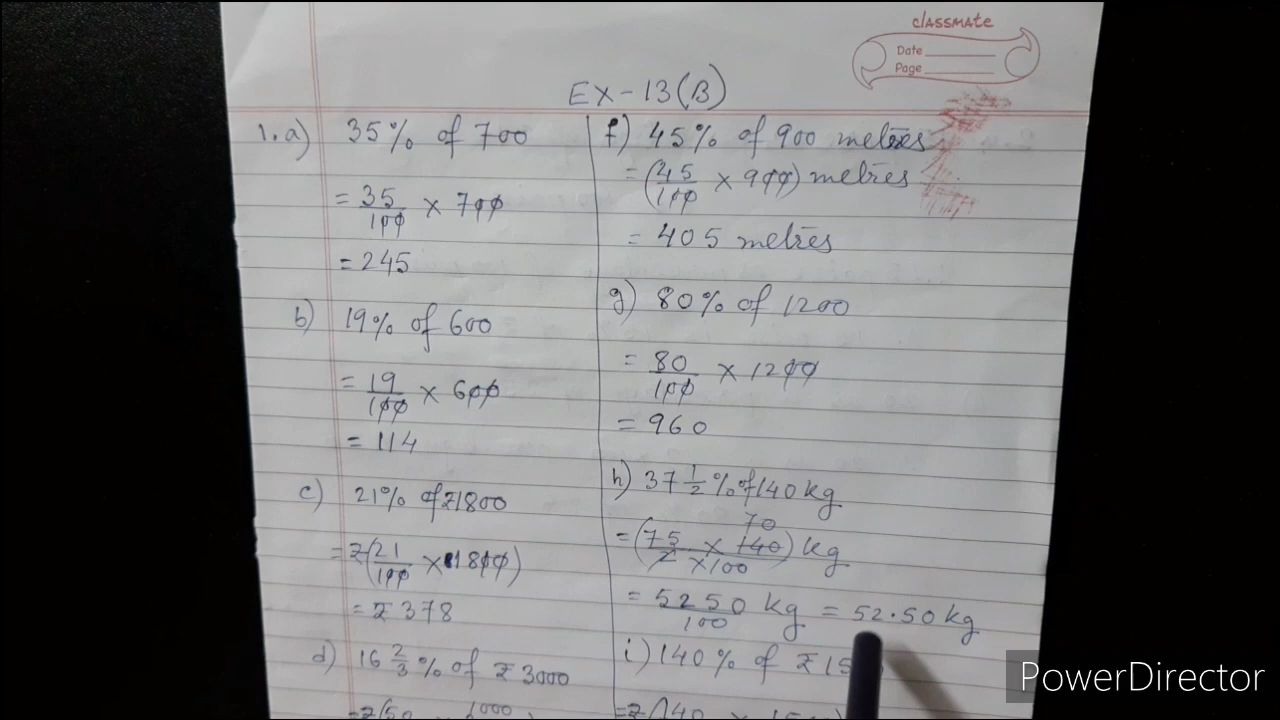 classmate
Date
Page
EX-13(B)
1. a) 35% of 700
= 35/100 × 700
= 245
b) 19% of 600
= 19/100 × 600
= 114
c) 21% of ₹1800
= ₹(21/100 × 1800)
= ₹378
d) 16 2/3 % of ₹3000
f) 45% of 900 metres
= (45/100 × 900) metres
= 405 metres
g) 80% of 1200
= 80/100 × 1200
= 960
h) 37 1/2 % of 140 kg
70
= (75/2 × 140/×100) kg
= 5250/100 kg = 52.50 kg
i) 140% of ₹
PowerDirector